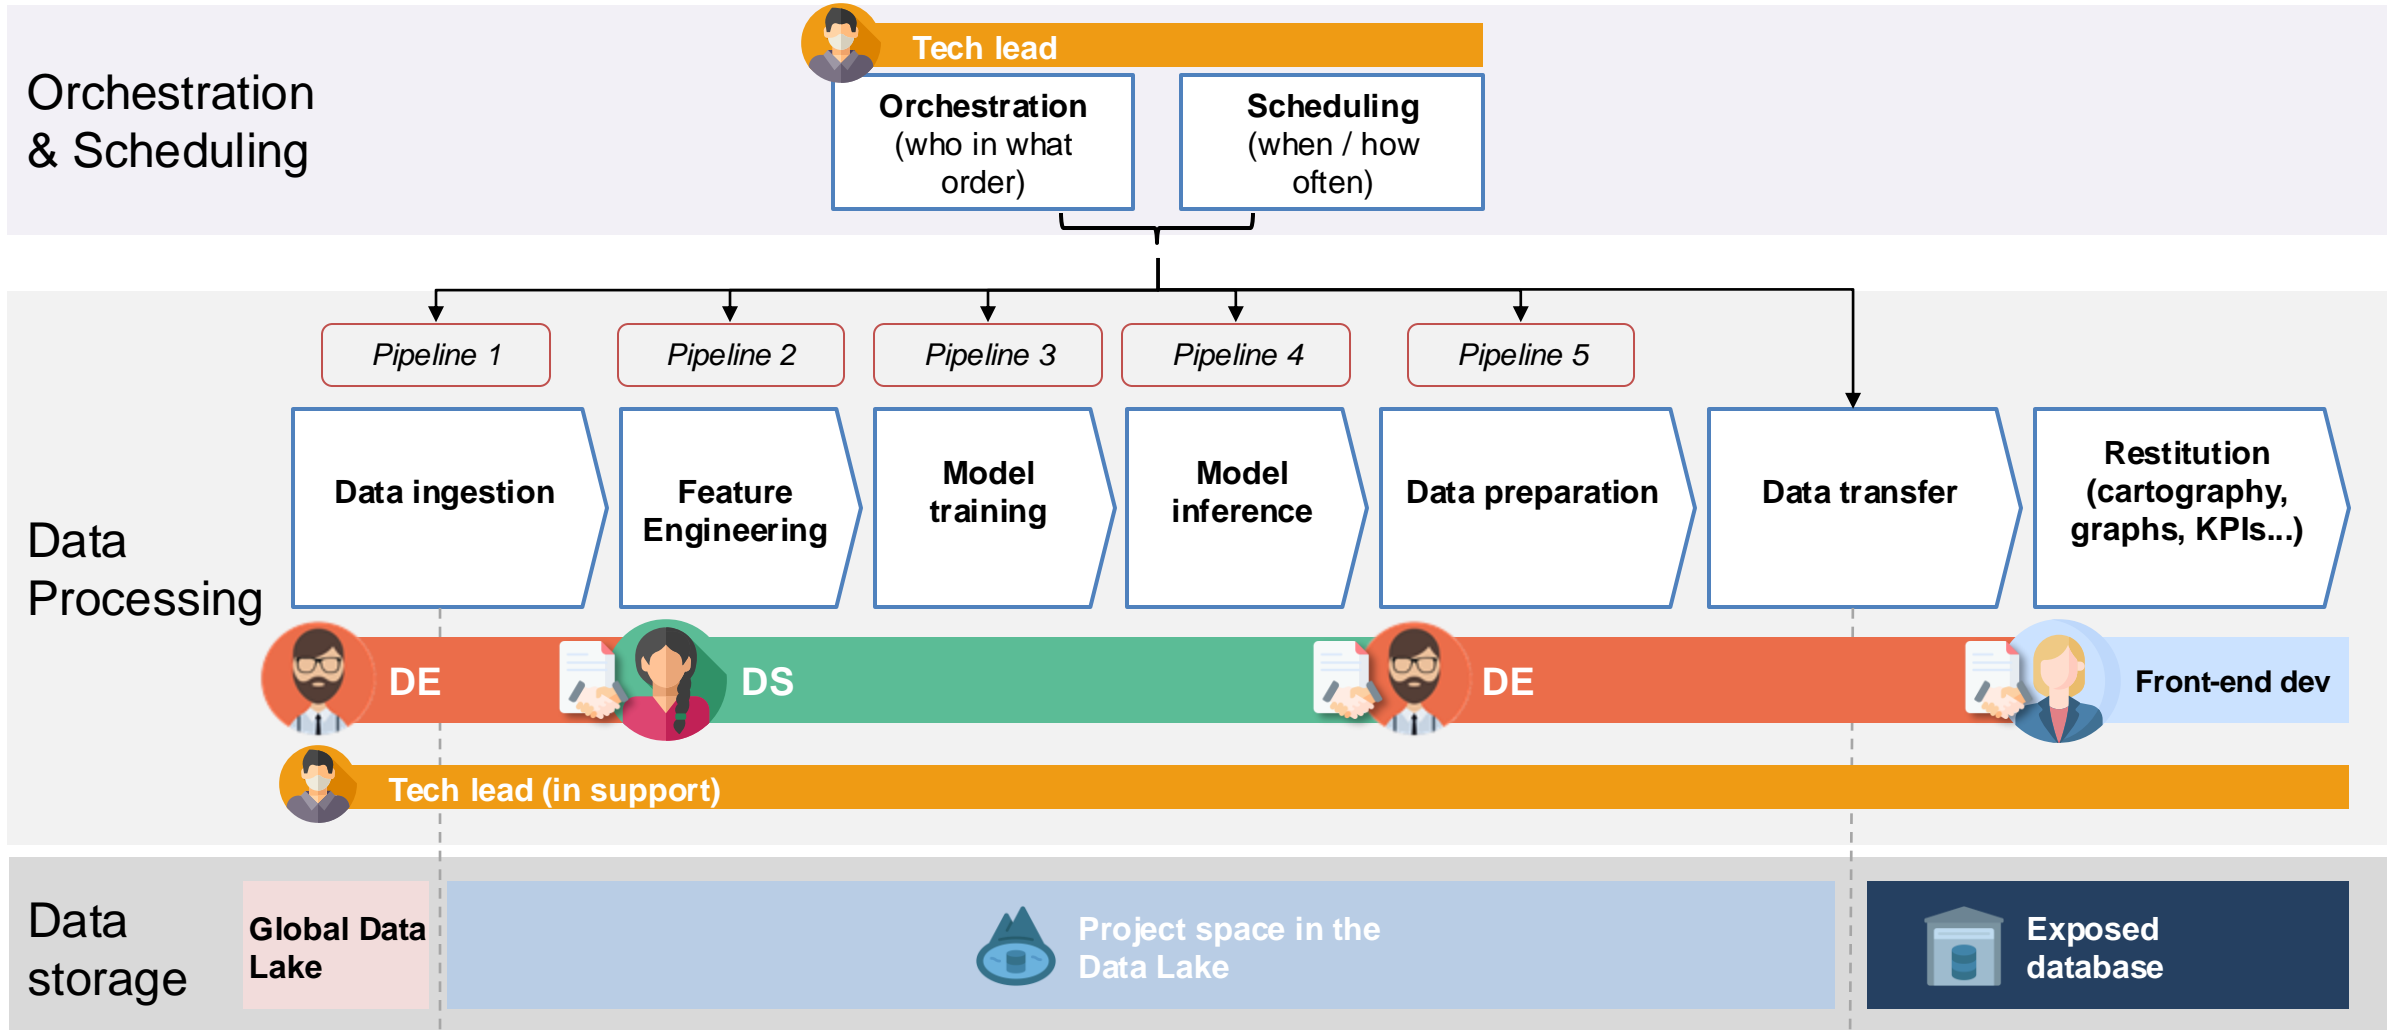 Tech lead
Orchestration
& Scheduling
Orchestration
(who in what
order)
Scheduling
(when / how
often)
Pipeline 1
Pipeline 2
Pipeline 3
Pipeline 4
Pipeline 5
Data
Processing
Data ingestion
Feature
Engineering
Model
training
Model
inference
Data preparation
Data transfer
Restitution
(cartography,
graphs, KPIs...)
DE
DS
DE
Front-end dev
Tech lead (in support)
Data
storage
Global Data
Lake
Project space in the
Data Lake
Exposed
database